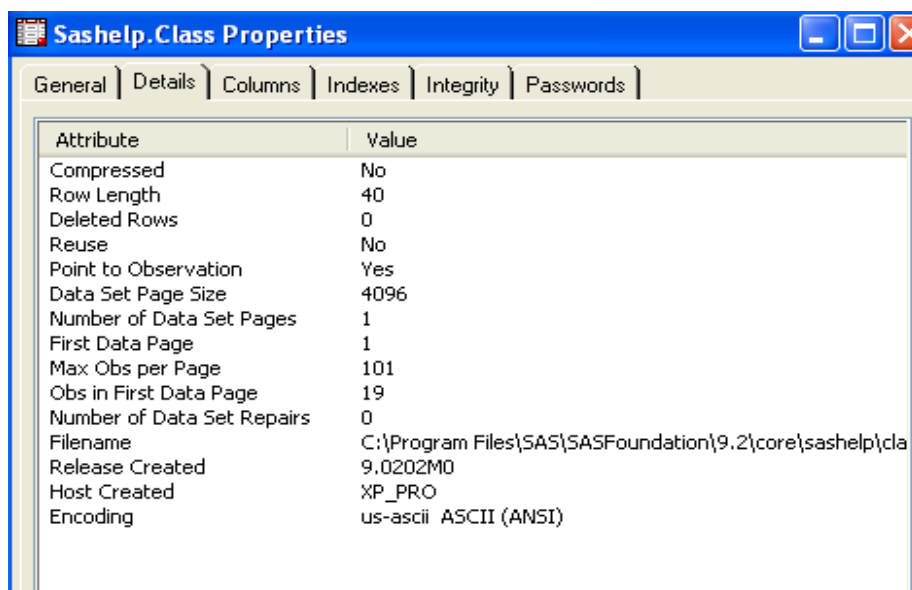 Sashelp.Class Properties
General Details Columns Indexes Integrity Passwords
Attribute Value
Compressed No
Row Length 40
Deleted Rows 0
Reuse No
Point to Observation Yes
Data Set Page Size 4096
Number of Data Set Pages 1
First Data Page 1
Max Obs per Page 101
Obs in First Data Page 19
Number of Data Set Repairs 0
Filename C:\Program Files\SAS\SASFoundation\9.2\core\sashelp\cla
Release Created 9.0202M0
Host Created XP_PRO
Encoding us-ascii ASCII (ANSI)